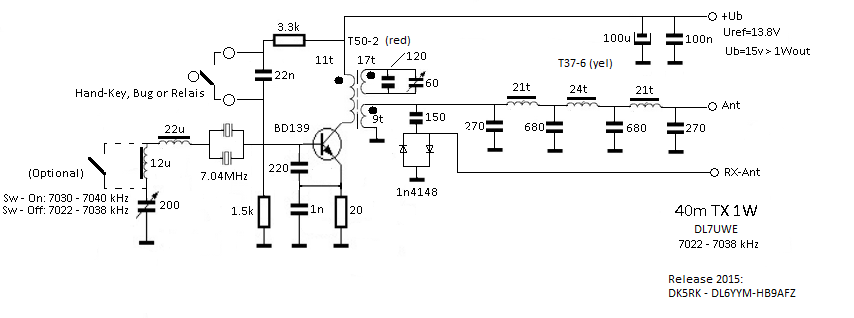 3.3k
T50-2 (red)
+Ub
Uref=13.8V
Ub=15v > 1Wout
100u
100n
11t
17t
120
60
T37-6 (yel)
22n
Hand-Key, Bug or Relais
21t
24t
21t
Ant
9t
150
270
680
680
270
22u
BD139
(Optional)
12u
7.04MHz
220
1n4148
RX-Ant
Sw - On: 7030 - 7040 kHz
Sw - Off: 7022 - 7038 kHz
200
1.5k
1n
20
40m TX 1W
DL7UWE
7022 - 7038 kHz
Release 2015:
DK5RK - DL6YYM-HB9AFZ